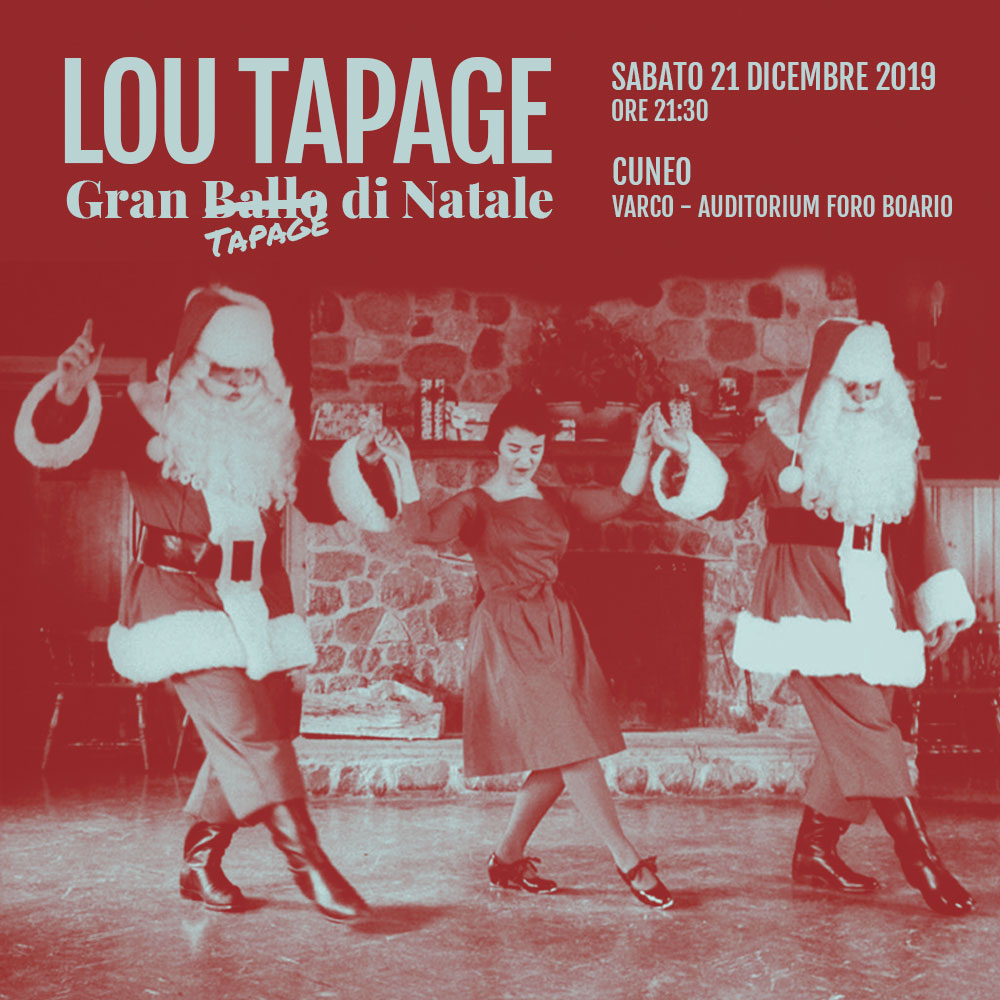 LOU TAPAGE
Gran Ballo di Natale
TAPAGE
SABATO 21 DICEMBRE 2019
ORE 21:30
CUNEO
VARCO - AUDITORIUM FORO BOARIO